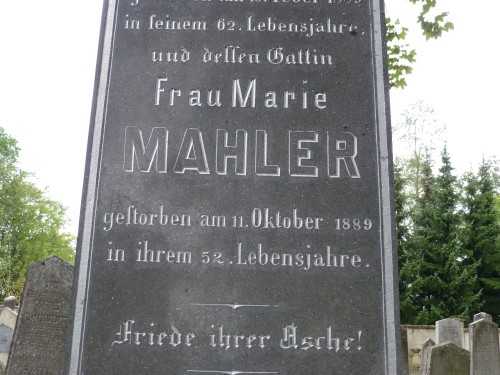 in seinem 62. Lebensjahre.
und dessen Gattin
Frau Marie
MAHLER
gestorben am 11. Oktober 1889
in ihrem 52. Lebensjahre.
Friede ihrer Asche!